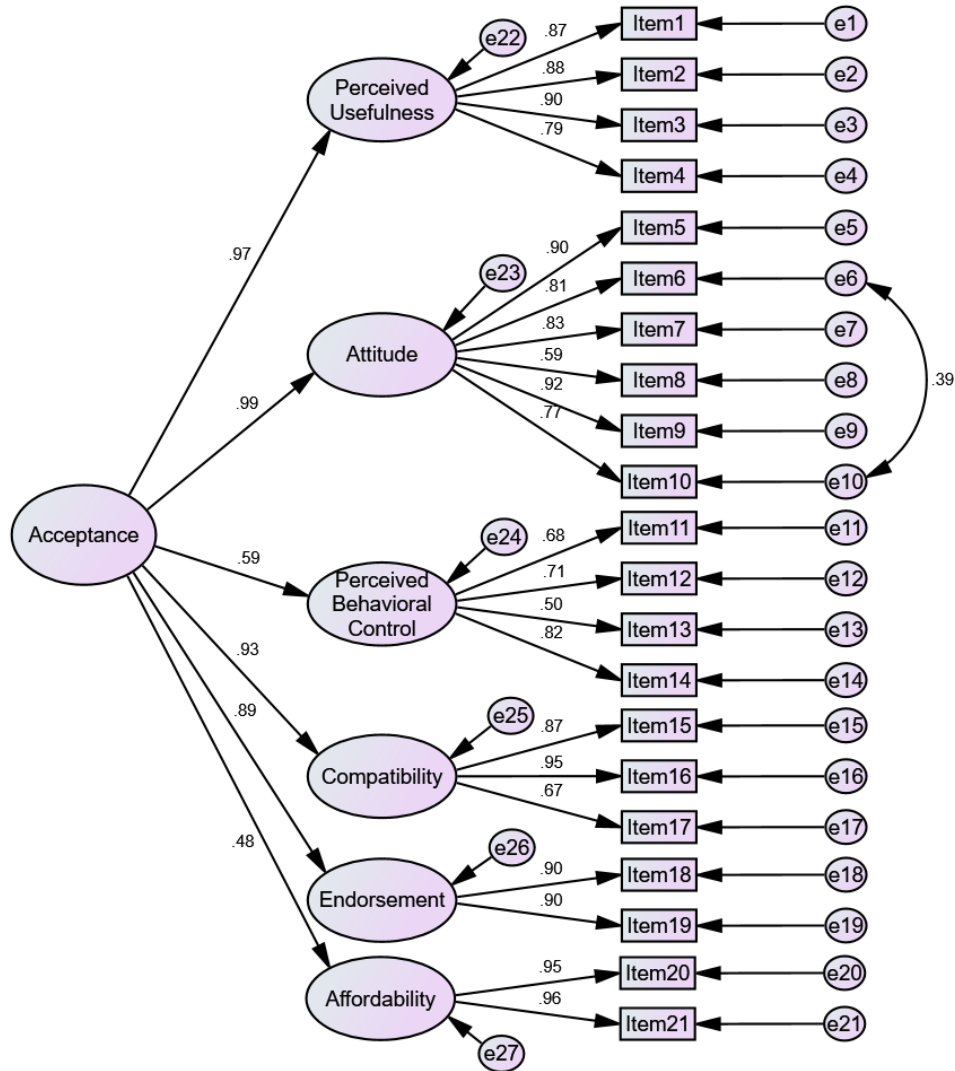 Item1
e1
e22
.87
Perceived
Usefulness
.88
Item2
e2
.90
Item3
e3
.79
Item4
e4
.97
Item5
e5
.90
e23
Item6
e6
.81
Attitude
.83
Item7
e7
.59
Item8
e8
.39
.92
Item9
e9
.77
Item10
e10
.99
Acceptance
Item11
e11
.68
e24
.59
Perceived
Behavioral
Control
.71
Item12
e12
.50
Item13
e13
.82
Item14
e14
.93
e25
.87
Item15
e15
Compatibility
.95
Item16
e16
.67
Item17
e17
.89
e26
.90
Item18
e18
Endorsement
.90
Item19
e19
.48
.95
Item20
e20
Affordability
.96
Item21
e21
e27